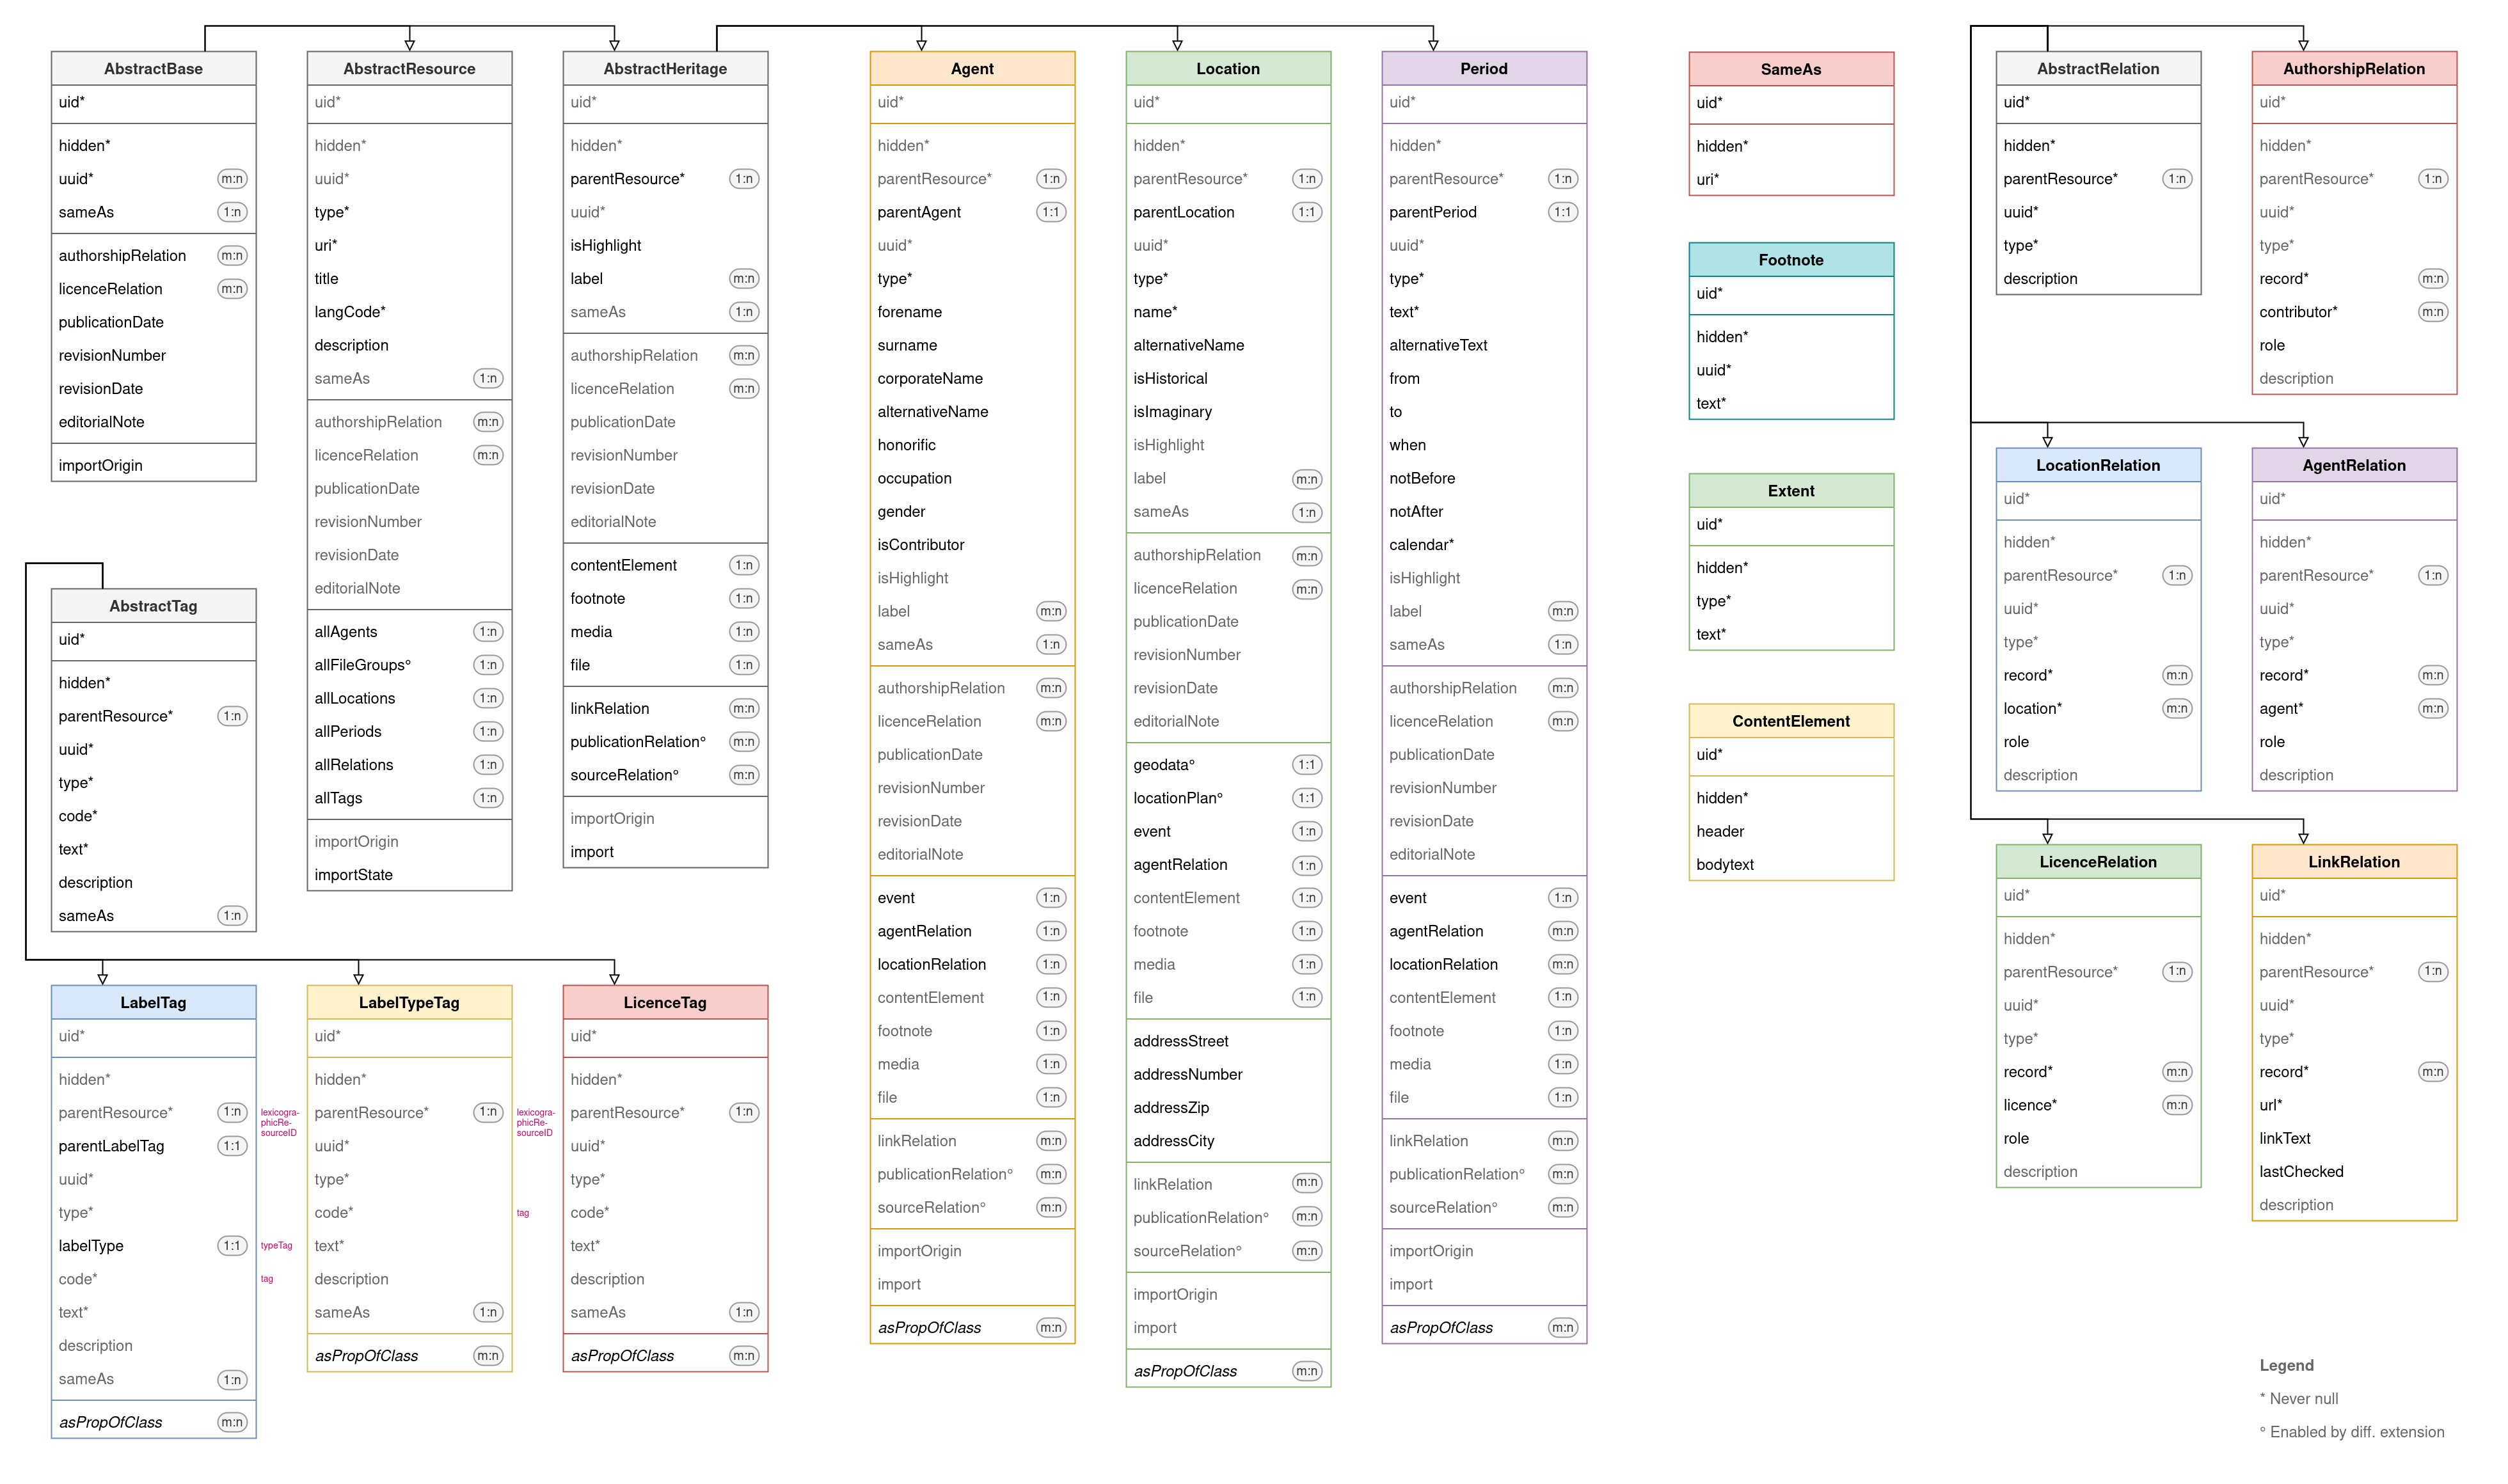 AbstractBase
uid*
hidden*
uuid* m:n
sameAs 1:n
authorshipRelation m:n
licenceRelation m:n
publicationDate
revisionNumber
revisionDate
editorialNote
importOrigin
AbstractResource
uid*
hidden*
uuid*
type*
uri*
title
langCode*
description
sameAs 1:n
authorshipRelation m:n
licenceRelation m:n
publicationDate
revisionNumber
revisionDate
editorialNote
allAgents 1:n
allFileGroups° 1:n
allLocations 1:n
allPeriods 1:n
allRelations 1:n
allTags 1:n
importOrigin
importState
AbstractHeritage
uid*
hidden*
parentResource* 1:n
uuid*
isHighlight
label m:n
sameAs 1:n
authorshipRelation m:n
licenceRelation m:n
publicationDate
revisionNumber
revisionDate
editorialNote
contentElement 1:n
footnote 1:n
media 1:n
file 1:n
linkRelation m:n
publicationRelation° m:n
sourceRelation° m:n
importOrigin
import
AbstractTag
uid*
hidden*
parentResource* 1:n
uuid*
type*
code*
text*
description
sameAs 1:n
LabelTag
uid*
hidden*
parentResource* 1:n
lexicogra-
phicRe-
sourceID
parentLabelTag 1:1
uuid*
type*
labelType 1:1 typeTag
code* tag
text*
description
sameAs 1:n
asPropOfClass m:n
LabelTypeTag
uid*
hidden*
parentResource* 1:n
lexicogra-
phicRe-
sourceID
uuid*
type*
code* tag
text*
description
sameAs 1:n
asPropOfClass m:n
LicenceTag
uid*
hidden*
parentResource* 1:n
uuid*
type*
code*
text*
description
sameAs 1:n
asPropOfClass m:n
Agent
uid*
hidden*
parentResource* 1:n
parentAgent 1:1
uuid*
type*
forename
surname
corporateName
alternativeName
honorific
occupation
gender
isContributor
isHighlight
label m:n
sameAs 1:n
authorshipRelation m:n
licenceRelation m:n
publicationDate
revisionNumber
revisionDate
editorialNote
event 1:n
agentRelation 1:n
locationRelation 1:n
contentElement 1:n
footnote 1:n
media 1:n
file 1:n
linkRelation m:n
publicationRelation° m:n
sourceRelation° m:n
importOrigin
import
asPropOfClass m:n
Location
uid*
hidden*
parentResource* 1:n
parentLocation 1:1
uuid*
type*
name*
alternativeName
isHistorical
isImaginary
isHighlight
label m:n
sameAs 1:n
authorshipRelation m:n
licenceRelation m:n
publicationDate
revisionNumber
revisionDate
editorialNote
geodata° 1:1
locationPlan° 1:1
event 1:n
agentRelation 1:n
contentElement 1:n
footnote 1:n
media 1:n
file 1:n
addressStreet
addressNumber
addressZip
addressCity
linkRelation m:n
publicationRelation° m:n
sourceRelation° m:n
importOrigin
import
asPropOfClass m:n
Period
uid*
hidden*
parentResource* 1:n
parentPeriod 1:1
uuid*
type*
text*
alternativeText
from
to
when
notBefore
notAfter
calendar*
isHighlight
label m:n
sameAs 1:n
authorshipRelation m:n
licenceRelation m:n
publicationDate
revisionNumber
revisionDate
editorialNote
event 1:n
agentRelation m:n
locationRelation m:n
contentElement 1:n
footnote 1:n
media 1:n
file 1:n
linkRelation m:n
publicationRelation° m:n
sourceRelation° m:n
importOrigin
import
asPropOfClass m:n
SameAs
uid*
hidden*
uri*
Footnote
uid*
hidden*
uuid*
text*
Extent
uid*
hidden*
type*
text*
ContentElement
uid*
hidden*
header
bodytext
AbstractRelation
uid*
hidden*
parentResource* 1:n
uuid*
type*
description
AuthorshipRelation
uid*
hidden*
parentResource* 1:n
uuid*
type*
record* m:n
contributor* m:n
role
description
LocationRelation
uid*
hidden*
parentResource* 1:n
uuid*
type*
record* m:n
location* m:n
role
description
AgentRelation
uid*
hidden*
parentResource* 1:n
uuid*
type*
record* m:n
agent* m:n
role
description
LicenceRelation
uid*
hidden*
parentResource* 1:n
uuid*
type*
record* m:n
licence* m:n
role
description
LinkRelation
uid*
hidden*
parentResource* 1:n
uuid*
type*
record* m:n
url*
linkText
lastChecked
description
Legend
* Never null
° Enabled by diff. extension